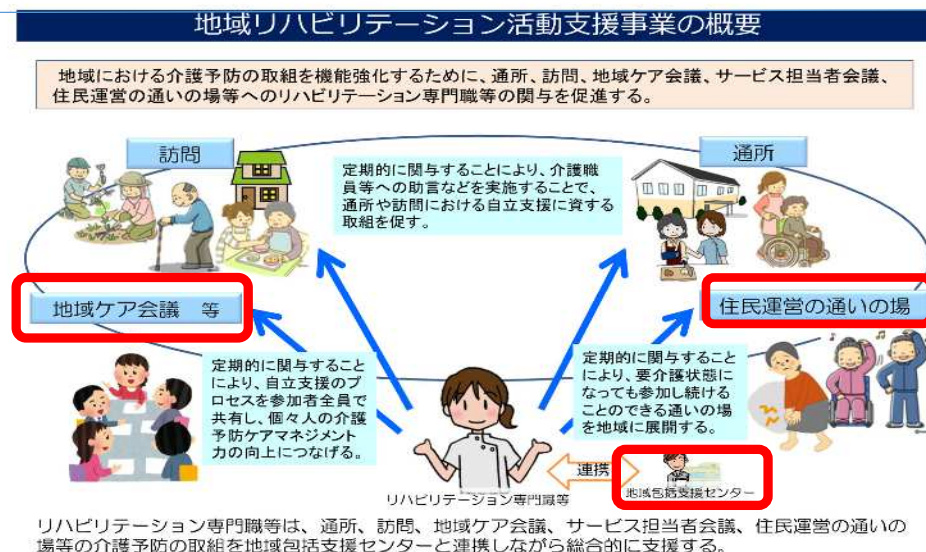 地域リハビリテーション活動支援事業の概要
地域における介護予防の取組を機能強化するために、通所、訪問、地域ケア会議、サービス担当者会議、
住民運営の通いの場等へのリハビリテーション専門職等の関与を促進する。
訪問
通所
定期的に関与することにより、介護職
員等への助言などを実施することで、
通所や訪問における自立支援に資する
取組を促す。
地域ケア会議　等
住民運営の通いの場
定期的に関与すること
により、自立支援のプ
ロセスを参加者全員で
共有し、個々人の介護
予防ケアマネジメント
力の向上につなげる。
定期的に関与すること
により、要介護状態に
なっても参加し続ける
ことのできる通いの場
を地域に展開する。
連携
リハビリテーション専門職等
地域包括支援センター
リハビリテーション専門職等は、通所、訪問、地域ケア会議、サービス担当者会議、住民運営の通いの
場等の介護予防の取組を地域包括支援センターと連携しながら総合的に支援する。